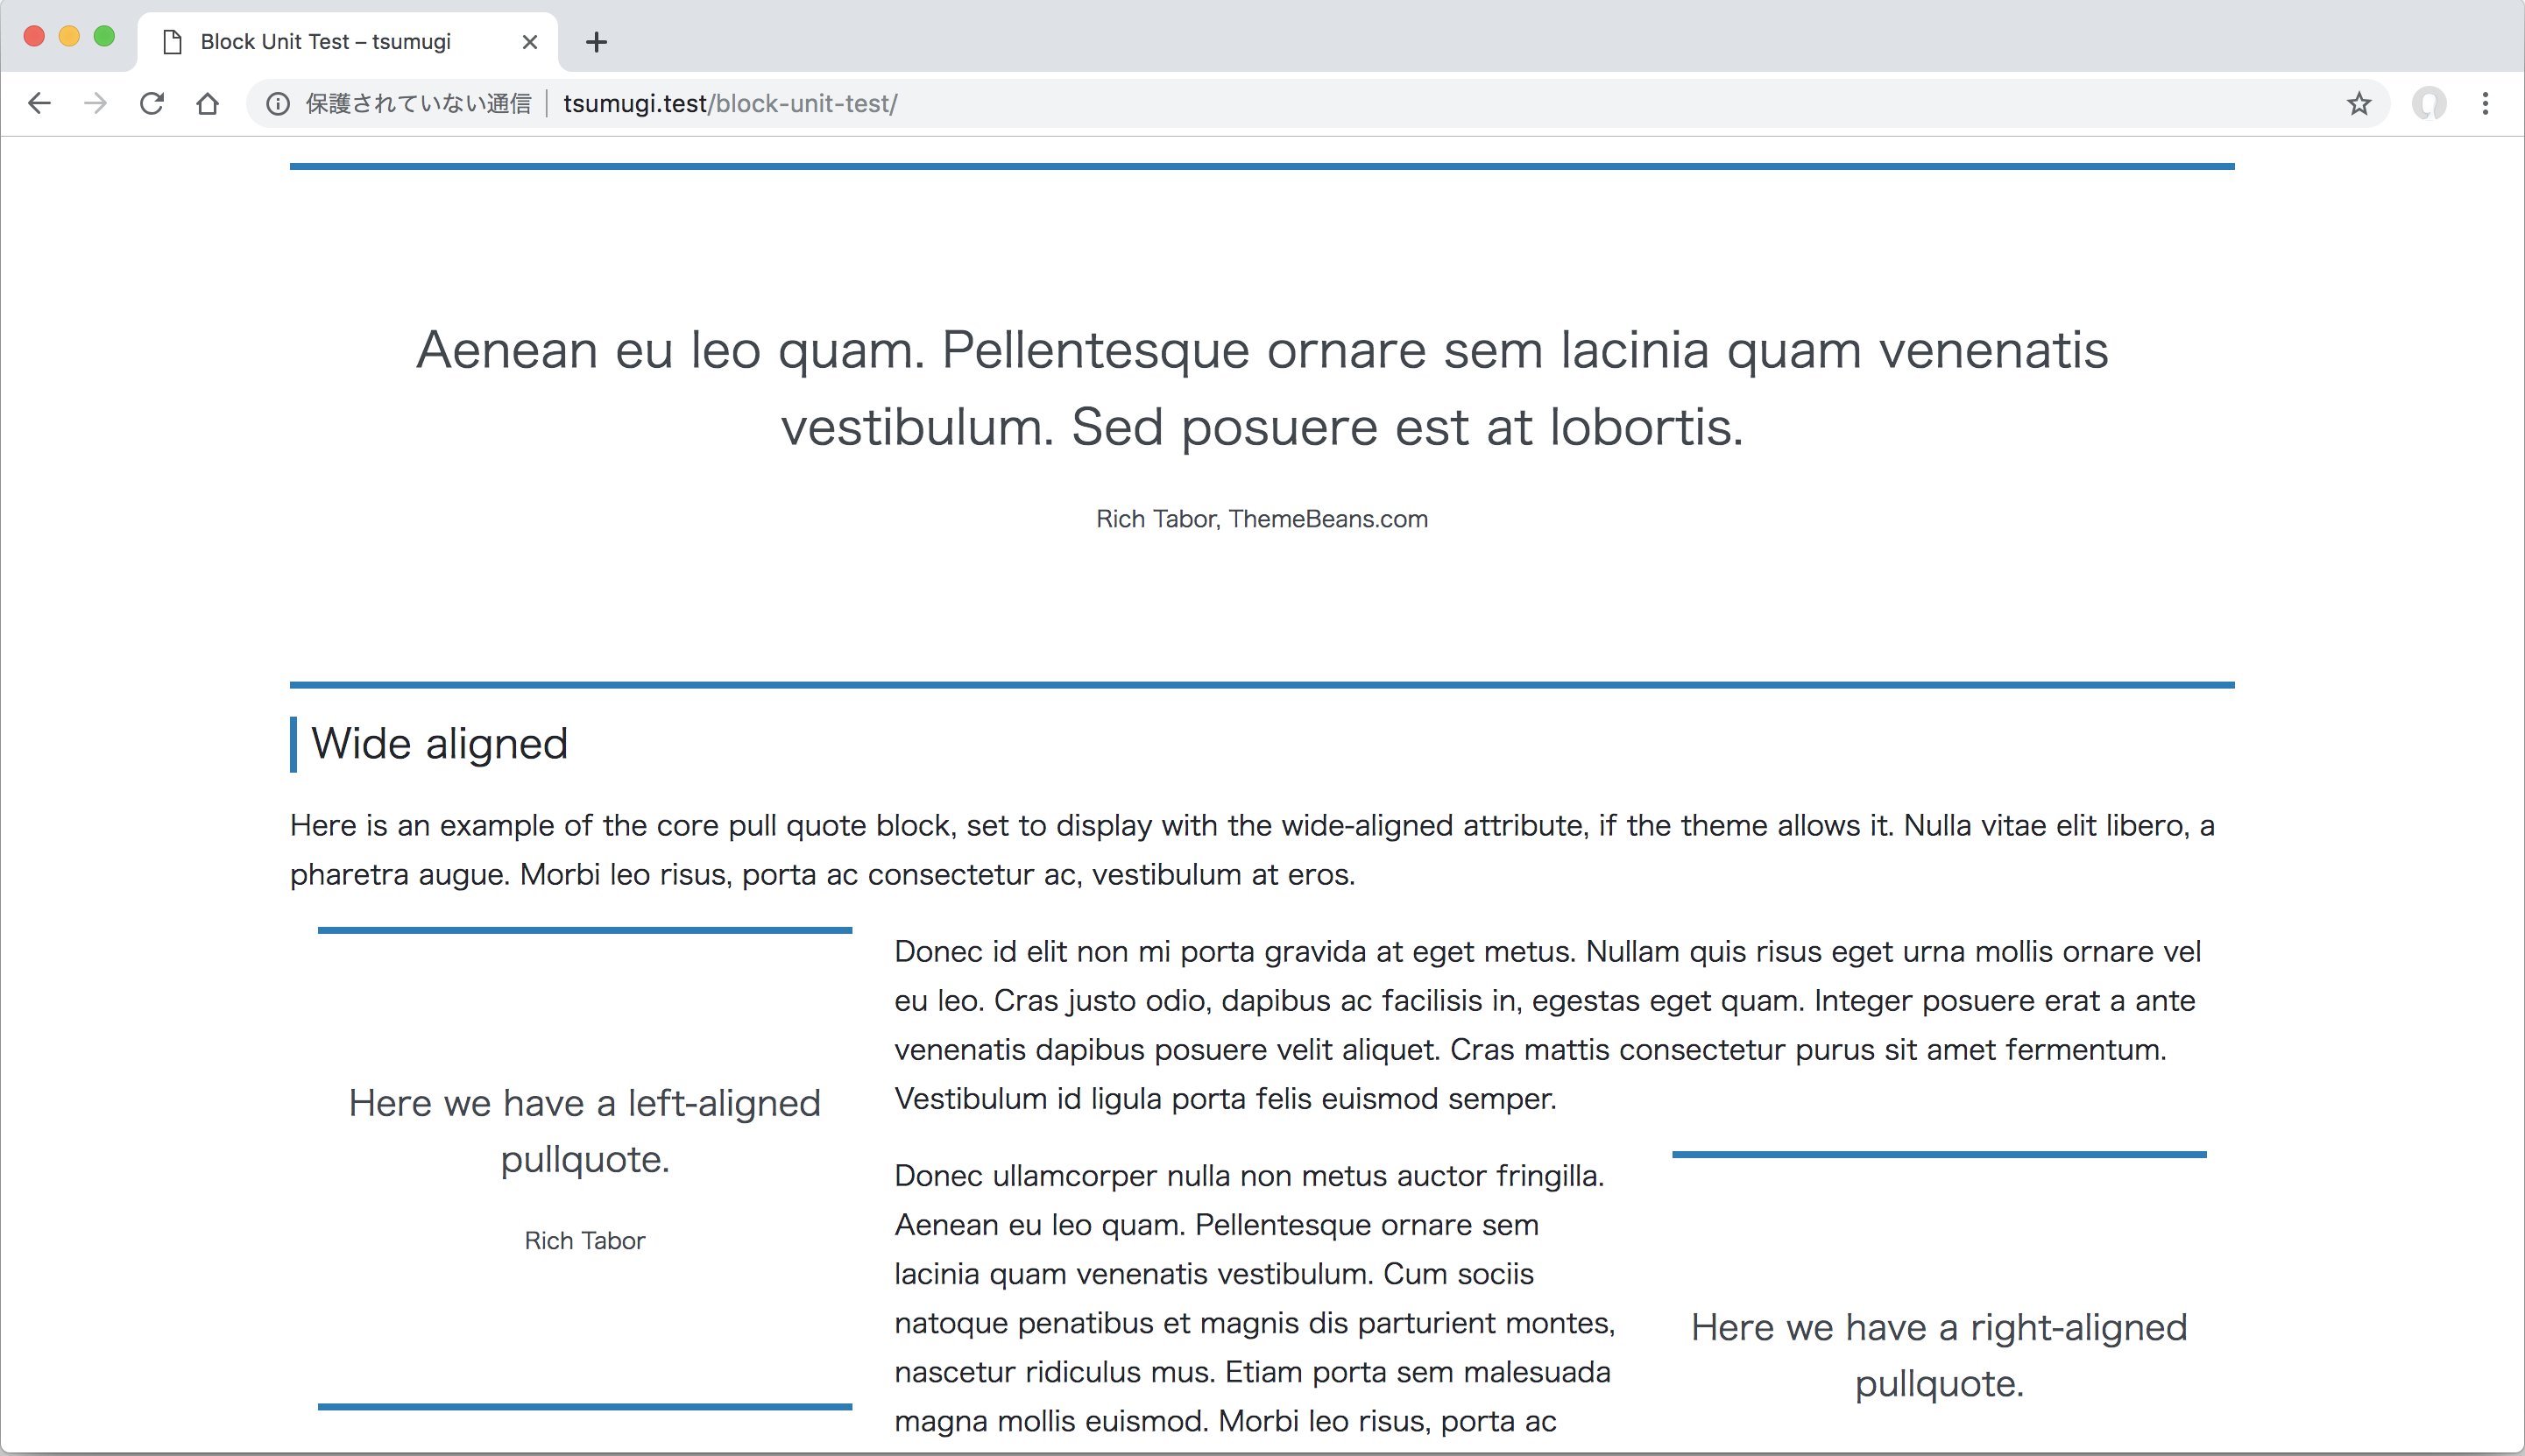 Block Unit Test – tsumugi
保護されていない通信 tsumugi.test/block-unit-test/
Aenean eu leo quam. Pellentesque ornare sem lacinia quam venenatis
vestibulum. Sed posuere est at lobortis.
Rich Tabor, ThemeBeans.com
Wide aligned
Here is an example of the core pull quote block, set to display with the wide-aligned attribute, if the theme allows it. Nulla vitae elit libero, a
pharetra augue. Morbi leo risus, porta ac consectetur ac, vestibulum at eros.
Here we have a left-aligned
pullquote.
Rich Tabor
Donec id elit non mi porta gravida at eget metus. Nullam quis risus eget urna mollis ornare vel
eu leo. Cras justo odio, dapibus ac facilisis in, egestas eget quam. Integer posuere erat a ante
venenatis dapibus posuere velit aliquet. Cras mattis consectetur purus sit amet fermentum.
Vestibulum id ligula porta felis euismod semper.
Donec ullamcorper nulla non metus auctor fringilla.
Aenean eu leo quam. Pellentesque ornare sem
lacinia quam venenatis vestibulum. Cum sociis
natoque penatibus et magnis dis parturient montes,
nascetur ridiculus mus. Etiam porta sem malesuada
magna mollis euismod. Morbi leo risus, porta ac
Here we have a right-aligned
pullquote.